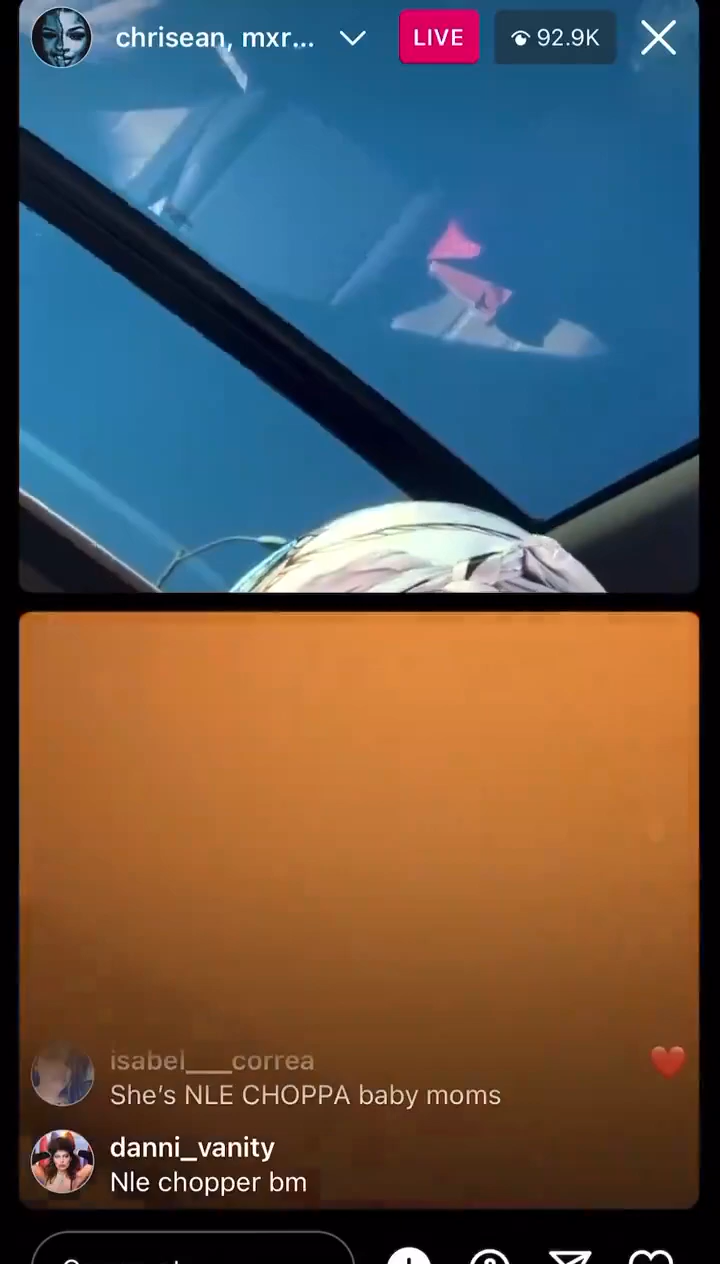 chrisean, mxr...
LIVE
92.9K
isabel___correa
She's NLE CHOPPA baby moms
danni_vanity
Nle chopper bm